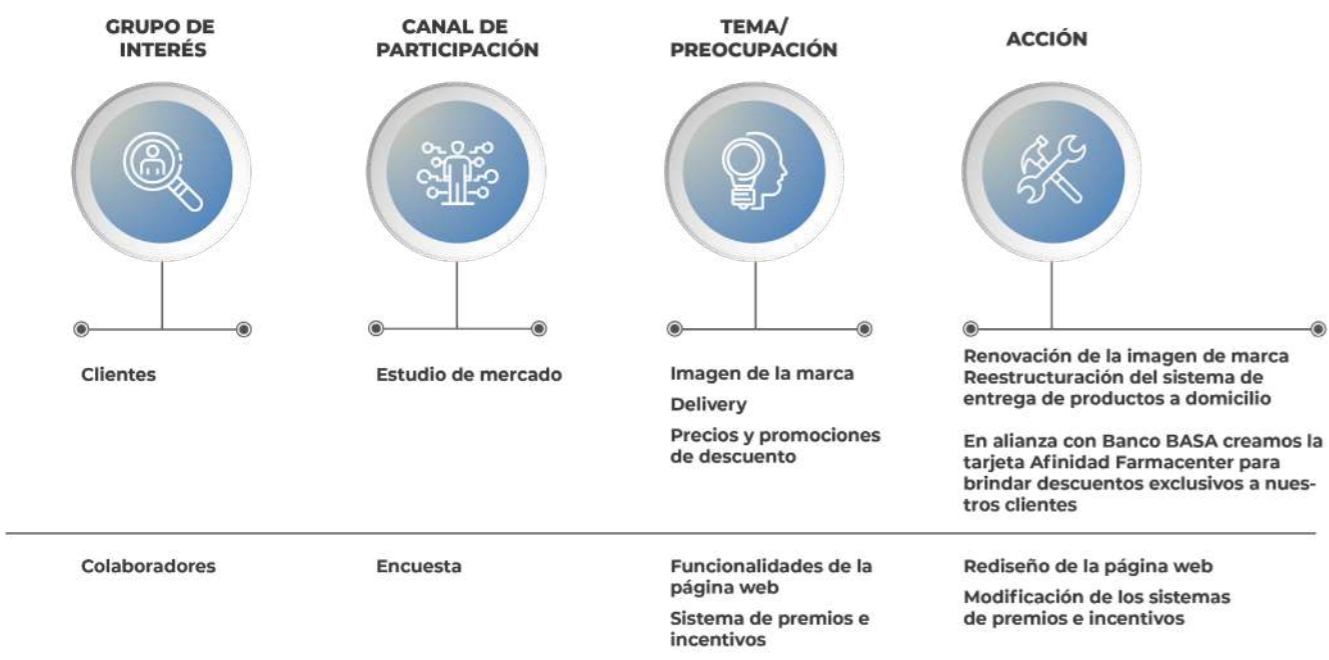 GRUPO DE
INTERÉS
CANAL DE
PARTICIPACIÓN
TEMA/
PREOCUPACIÓN
ACCIÓN
Clientes
Estudio de mercado
Imagen de la marca
Delivery
Precios y promociones
de descuento
Renovación de la imagen de marca
Reestructuración del sistema de
entrega de productos a domicilio
En alianza con Banco BASA creamos la
tarjeta Afinidad Farmacenter para
brindar descuentos exclusivos a nues-
tros clientes
Colaboradores
Encuesta
Funcionalidades de la
página web
Sistema de premios e
incentivos
Rediseño de la página web
Modificación de los sistemas
de premios e incentivos